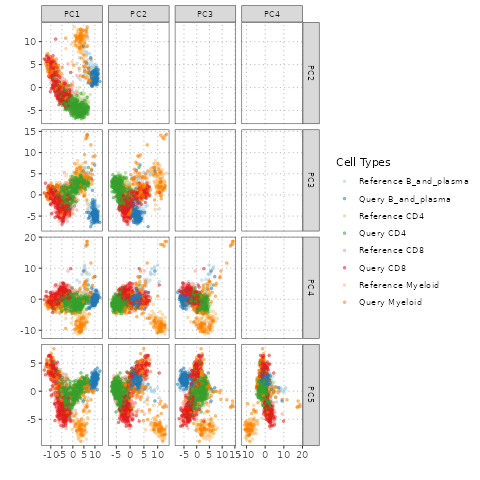 PC1 PC2 PC3 PC4
10
5
0
-5
PC2
15
10
5
0
-5
PC3
20
10
0
-10
PC4
5
0
-5
PC5
-10 -5 0 5 10 -5 0 5 10 -5 0 5 10 15 -10 0 10 20
Cell Types
Reference B_and_plasma
Query B_and_plasma
Reference CD4
Query CD4
Reference CD8
Query CD8
Reference Myeloid
Query Myeloid